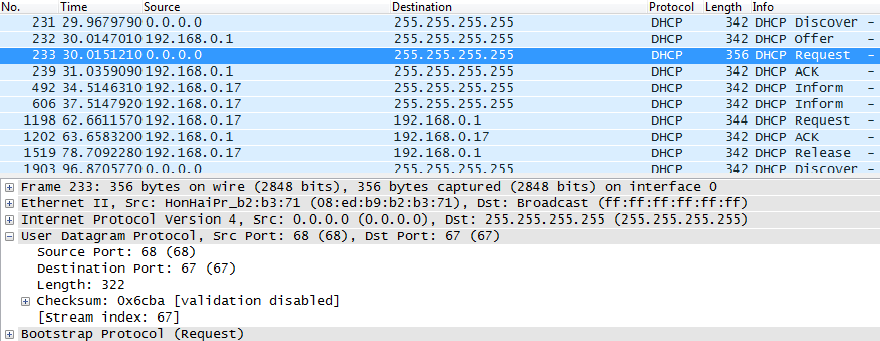 No. Time Source Destination Protocol Length Info
231 29.9679790 0.0.0.0 255.255.255.255 DHCP 342 DHCP Discover –
232 30.0147010 192.168.0.1 255.255.255.255 DHCP 342 DHCP Offer –
233 30.0151210 0.0.0.0 255.255.255.255 DHCP 356 DHCP Request –
239 31.0359090 192.168.0.1 255.255.255.255 DHCP 342 DHCP ACK –
492 34.5146310 192.168.0.17 255.255.255.255 DHCP 342 DHCP Inform –
606 37.5147920 192.168.0.17 255.255.255.255 DHCP 342 DHCP Inform –
1198 62.6611570 192.168.0.17 192.168.0.1 DHCP 344 DHCP Request –
1202 63.6583200 192.168.0.1 192.168.0.17 DHCP 342 DHCP ACK –
1519 78.7092280 192.168.0.17 192.168.0.1 DHCP 342 DHCP Release –
1903 96.8705770 0.0.0.0 255.255.255.255 DHCP 342 DHCP Discover –
Frame 233: 356 bytes on wire (2848 bits), 356 bytes captured (2848 bits) on interface 0
Ethernet II, Src: HonHaiPr_b2:b3:71 (08:ed:b9:b2:b3:71), Dst: Broadcast (ff:ff:ff:ff:ff:ff)
Internet Protocol Version 4, Src: 0.0.0.0 (0.0.0.0), Dst: 255.255.255.255 (255.255.255.255)
User Datagram Protocol, Src Port: 68 (68), Dst Port: 67 (67)
Source Port: 68 (68)
Destination Port: 67 (67)
Length: 322
Checksum: 0x6cba [validation disabled]
[Stream index: 67]
Bootstrap Protocol (Request)